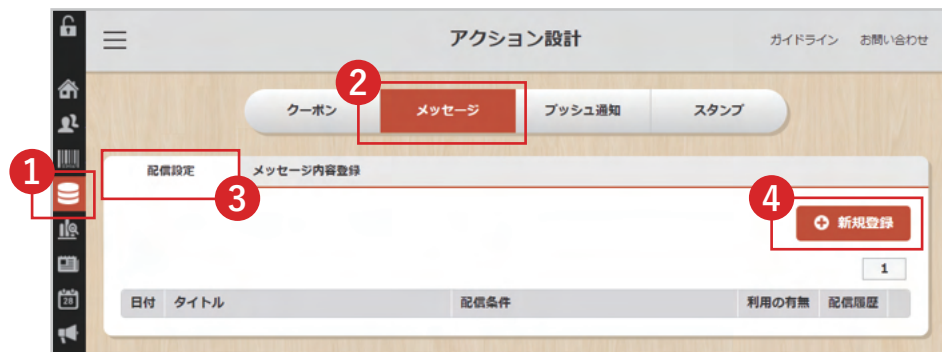 アクション設計
ガイドライン お問い合わせ
2
クーポン メッセージ プッシュ通知 スタンプ
1
配信設定 メッセージ内容登録
3
4
新規登録
1
28
日付 タイトル 配信条件 利用の有無 配信履歴